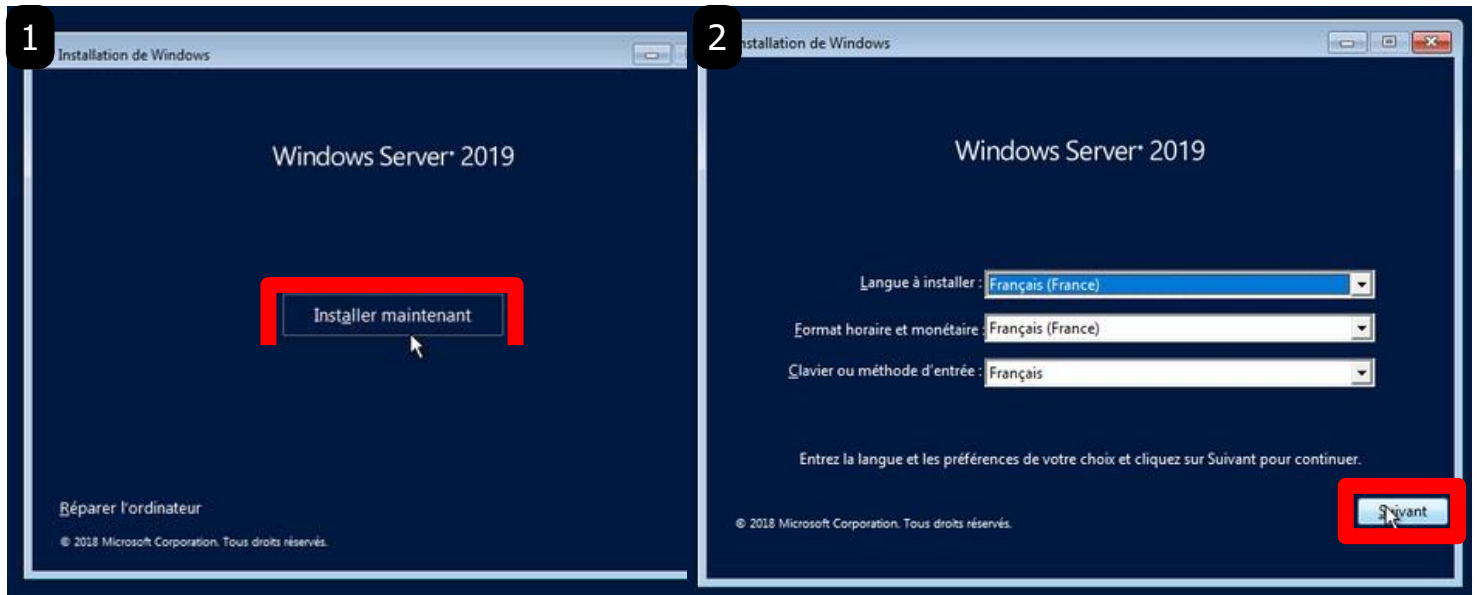 1
Installation de Windows
Windows Server 2019
Installer maintenant
Réparer l'ordinateur
© 2018 Microsoft Corporation. Tous droits réservés.
2
nstallation de Windows
Windows Server 2019
Langue à installer : Français (France)
Format horaire et monétaire : Français (France)
Clavier ou méthode d'entrée : Français
Entrez la langue et les préférences de votre choix et cliquez sur Suivant pour continuer.
Suivant
© 2018 Microsoft Corporation. Tous droits réservés.